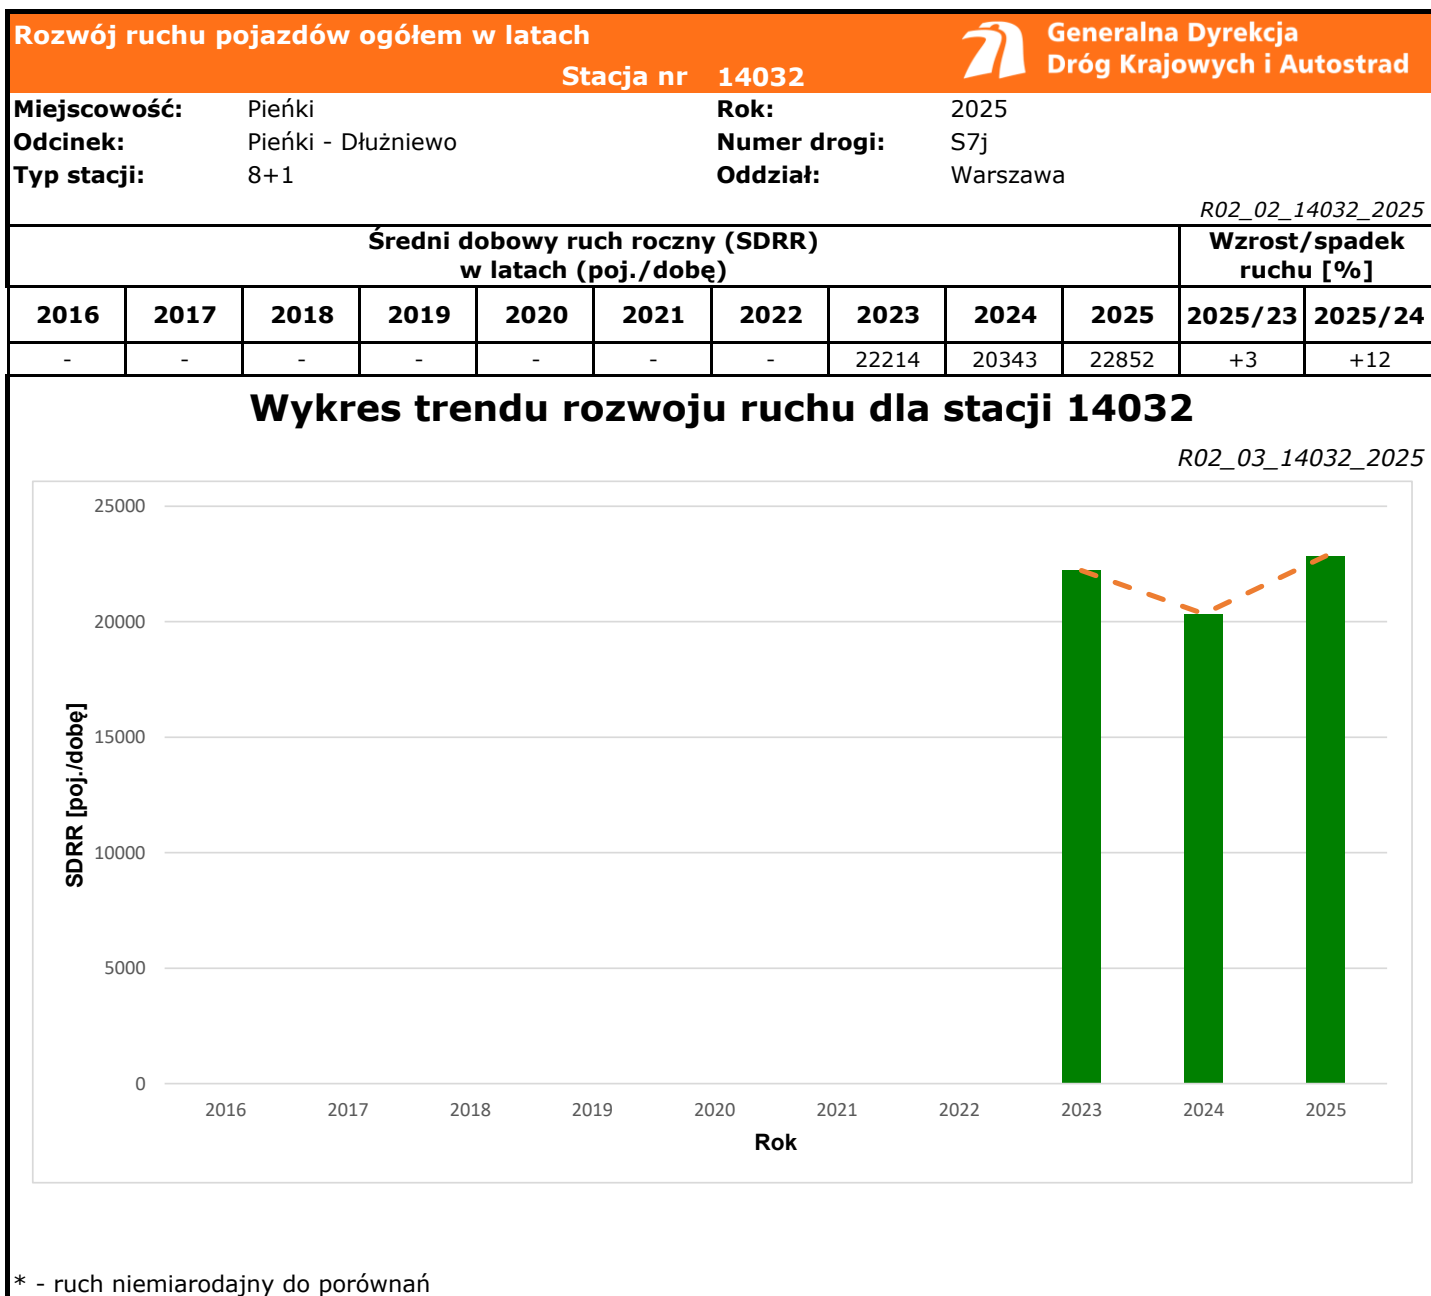 Rozwój ruchu pojazdów ogółem w latach
Stacja nr 14032
Generalna Dyrekcja
Dróg Krajowych i Autostrad
Miejscowość: Pieńki Rok: 2025
Odcinek: Pieńki - Dłużniewo Numer drogi: S7j
Typ stacji: 8+1 Oddział: Warszawa
R02_02_14032_2025
Średni dobowy ruch roczny (SDRR)
w latach (poj./dobę)
Wzrost/spadek
ruchu [%]
2016 2017 2018 2019 2020 2021 2022 2023 2024 2025 2025/23 2025/24
- - - - - - - 22214 20343 22852 +3 +12
Wykres trendu rozwoju ruchu dla stacji 14032
R02_03_14032_2025
25000
20000
15000
10000
5000
0
SDRR [poj./dobę]
2016 2017 2018 2019 2020 2021 2022 2023 2024 2025
Rok
* - ruch niemiarodajny do porównań